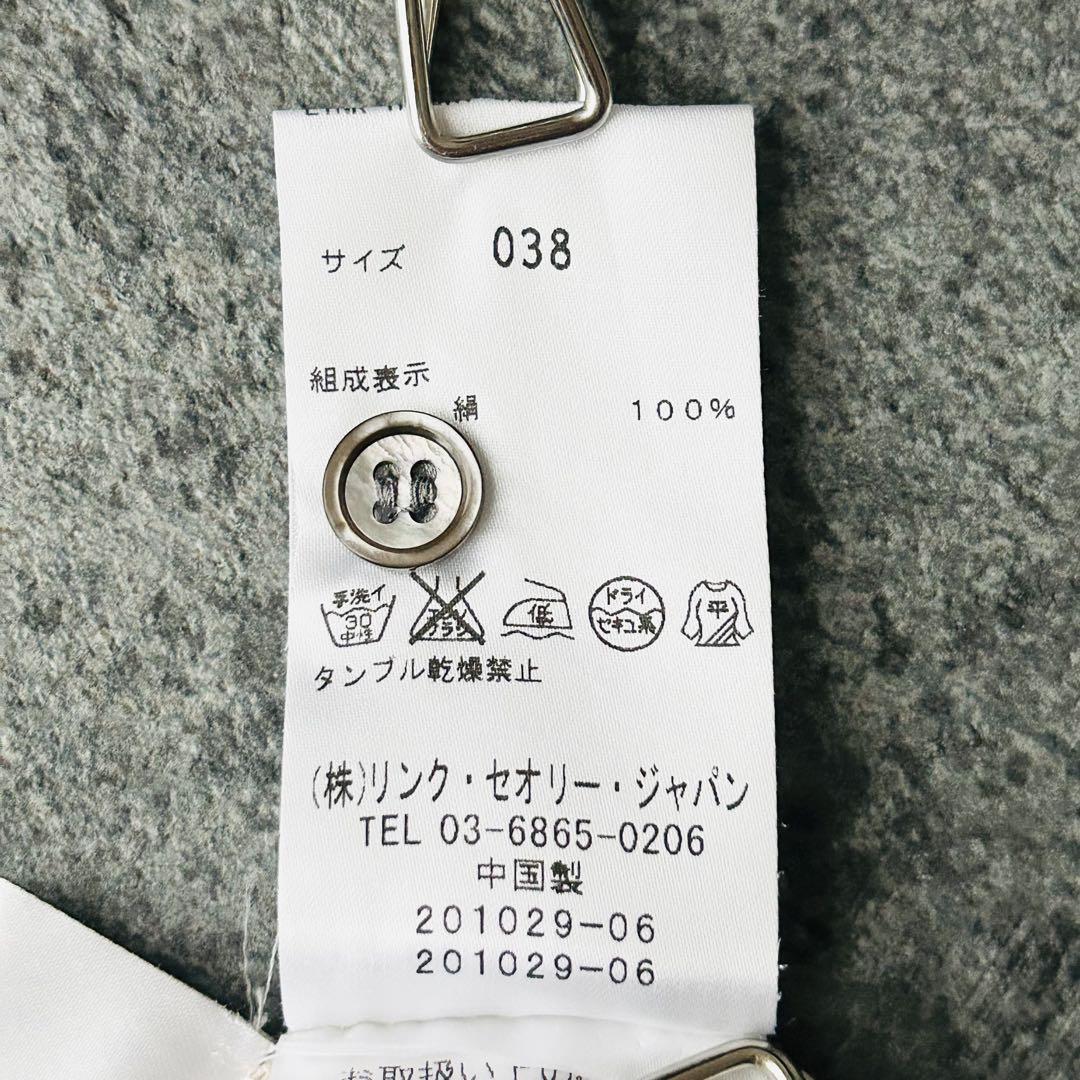 サイズ 038
組成表示
絹 100%
手洗イ
30
中性
低
ドライ
セキユ系
平
タンブル乾燥禁止
(株)リンク・セオリー・ジャパン
TEL 03-6865-0206
中国製
201029-06
201029-06